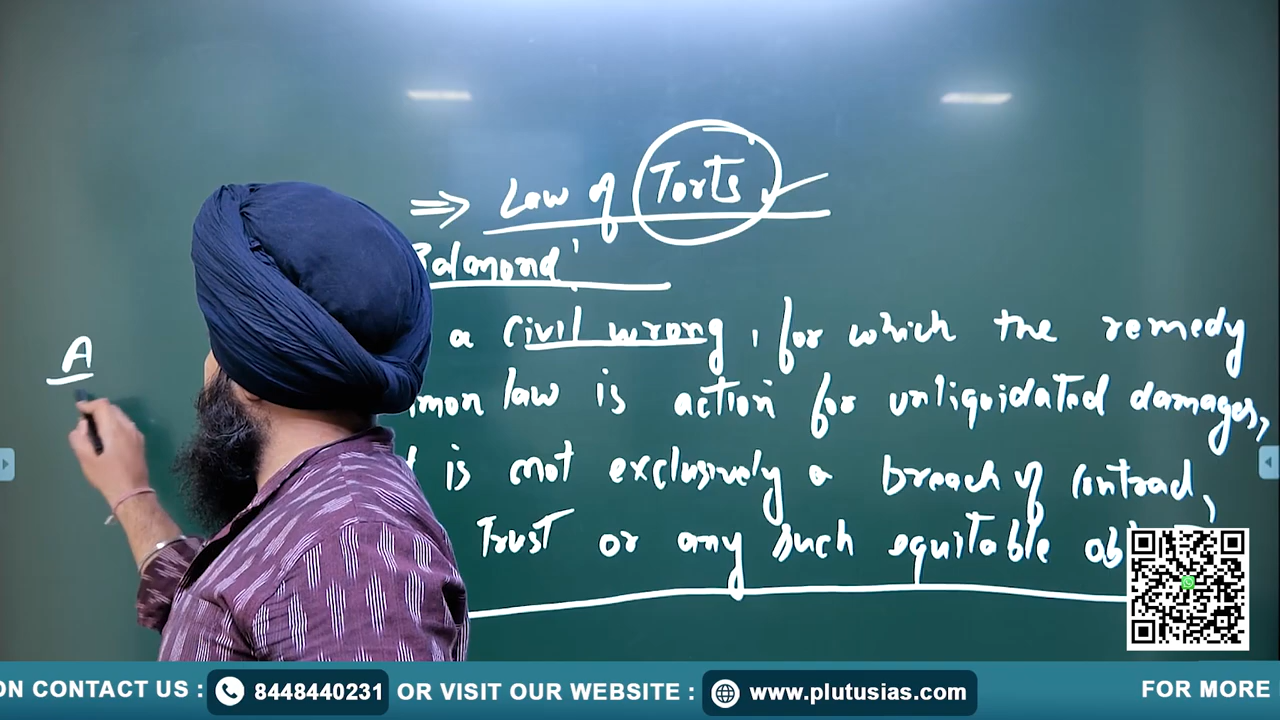 ⇒ Law of Torts
Salmond'
a Civil wrong, for which the remedy
law is action for unliquidated damages,
is not exclusively a breach of contract,
A
Trust or any such equitable
ON CONTACT US : 8448440231 OR VISIT OUR WEBSITE : www.plutusias.com FOR MORE